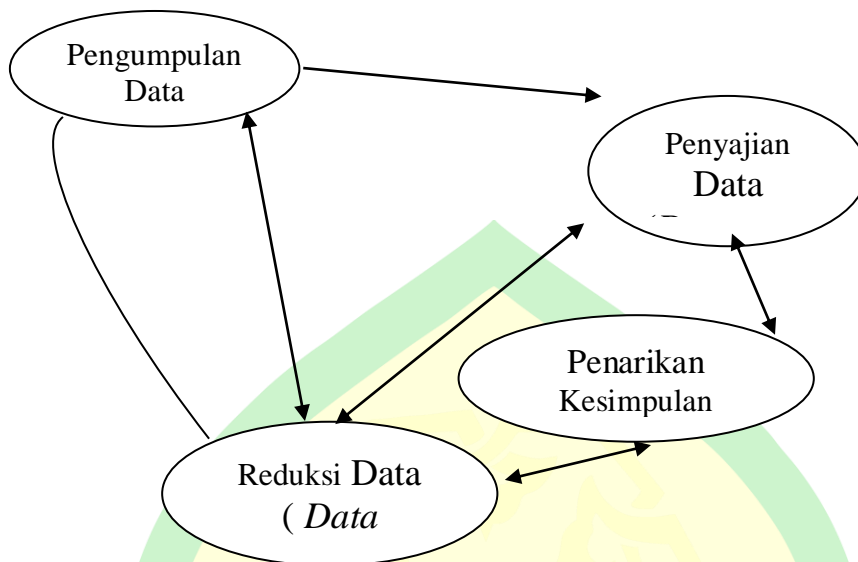 Pengumpulan
Data
Penyajian
Data
Penarikan
Kesimpulan
Reduksi Data
( Data